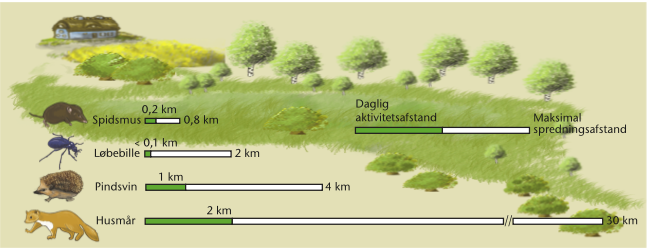 Daglig
aktivitetsafstand
Maksimal
spredningsafstand
0,2 km
Spidsmus
0,8 km
< 0,1 km
Løbebille
2 km
1 km
Pindsvin
4 km
2 km
Husmår
//
30 km